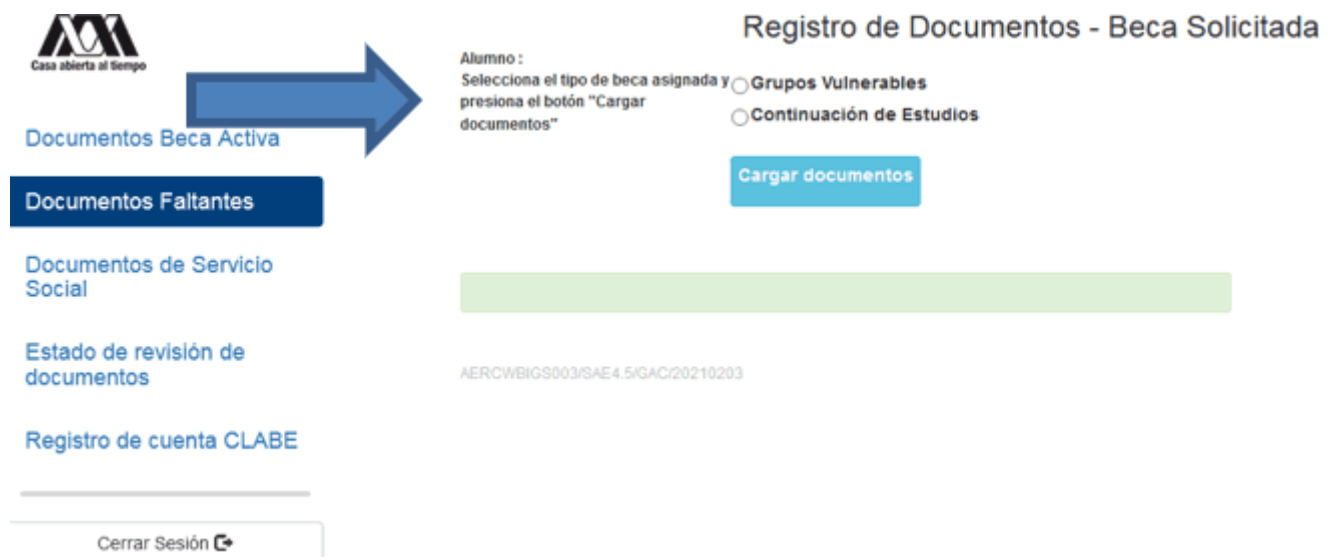 Casa abierta al tiempo
Documentos Beca Activa
Documentos Faltantes
Documentos de Servicio
Social
Estado de revisión de
documentos
Registro de cuenta CLABE
Cerrar Sesión
Registro de Documentos - Beca Solicitada
Alumno :
Selecciona el tipo de beca asignada y
presiona el botón "Cargar
documentos"
Grupos Vulnerables
Continuación de Estudios
Cargar documentos
AERCWBIGS003/SAE4.5/GAC/20210203